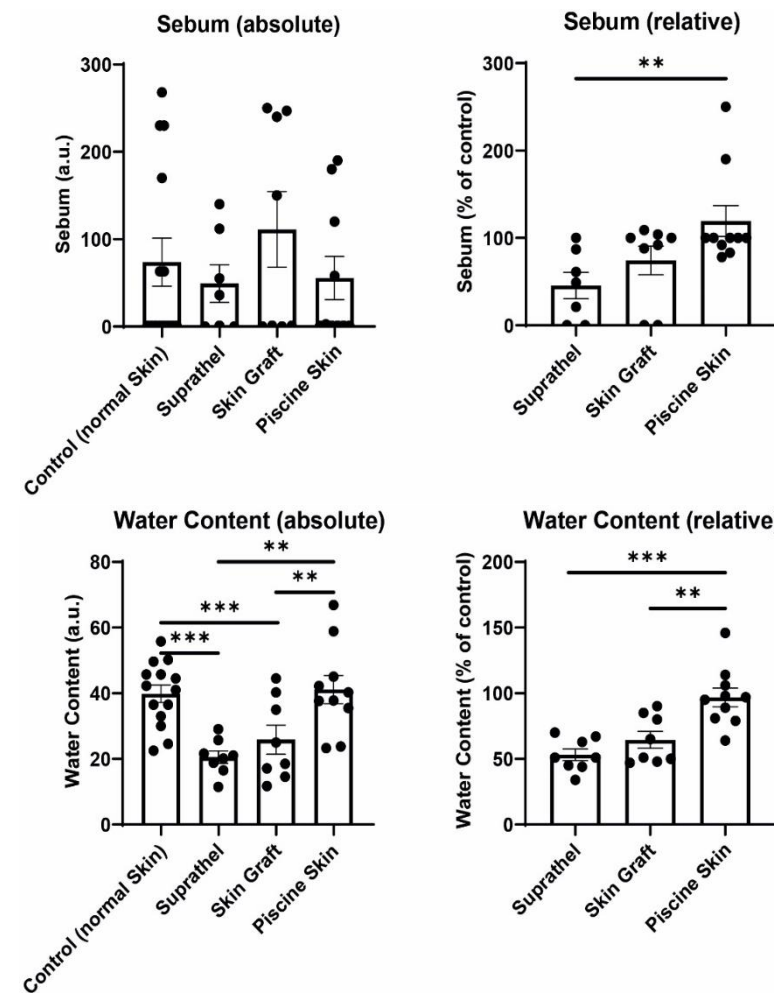 Sebum (absolute)
Sebum (a.u.)
300
200
100
0
Control (normal Skin)
Suprathel
Skin Graft
Piscine Skin
Sebum (relative)
**
Sebum (% of control)
300
200
100
0
Suprathel
Skin Graft
Piscine Skin
Water Content (absolute)
**
**
***
***
Water Content (a.u.)
80
60
40
20
0
Control (normal Skin)
Suprathel
Skin Graft
Piscine Skin
Water Content (relative
***
**
Water Content (% of control)
200
150
100
50
0
Suprathel
Skin Graft
Piscine Skin